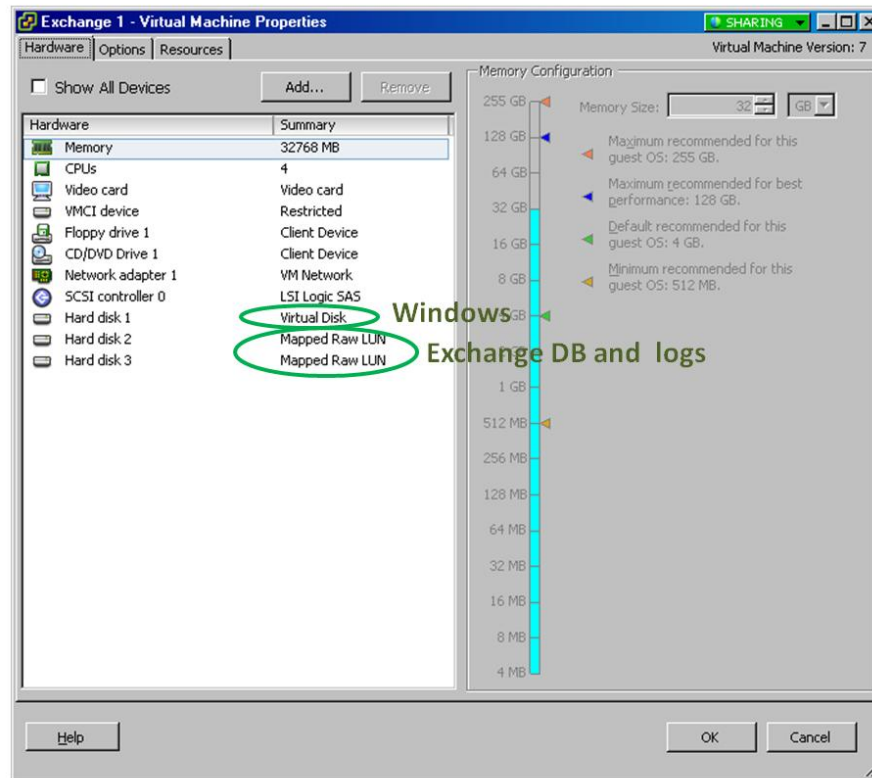 Exchange 1 - Virtual Machine Properties
SHARING
Hardware
Options
Resources
Virtual Machine Version: 7
Show All Devices
Add...
Remove
Hardware
Summary
Memory
32768 MB
CPUs
4
Video card
Video card
VMCI device
Restricted
Floppy drive 1
Client Device
CD/DVD Drive 1
Client Device
Network adapter 1
VM Network
SCSI controller 0
LSI Logic SAS
Hard disk 1
Virtual Disk
Windows
Hard disk 2
Mapped Raw LUN
Hard disk 3
Mapped Raw LUN
Exchange DB and logs
Memory Configuration
255 GB
128 GB
64 GB
32 GB
16 GB
8 GB
GB
1 GB
512 MB
256 MB
128 MB
64 MB
32 MB
16 MB
8 MB
4 MB
Memory Size:
32
GB
Maximum recommended for this
guest OS: 255 GB.
Maximum recommended for best
performance: 128 GB.
Default recommended for this
guest OS: 4 GB.
Minimum recommended for this
guest OS: 512 MB.
Help
OK
Cancel